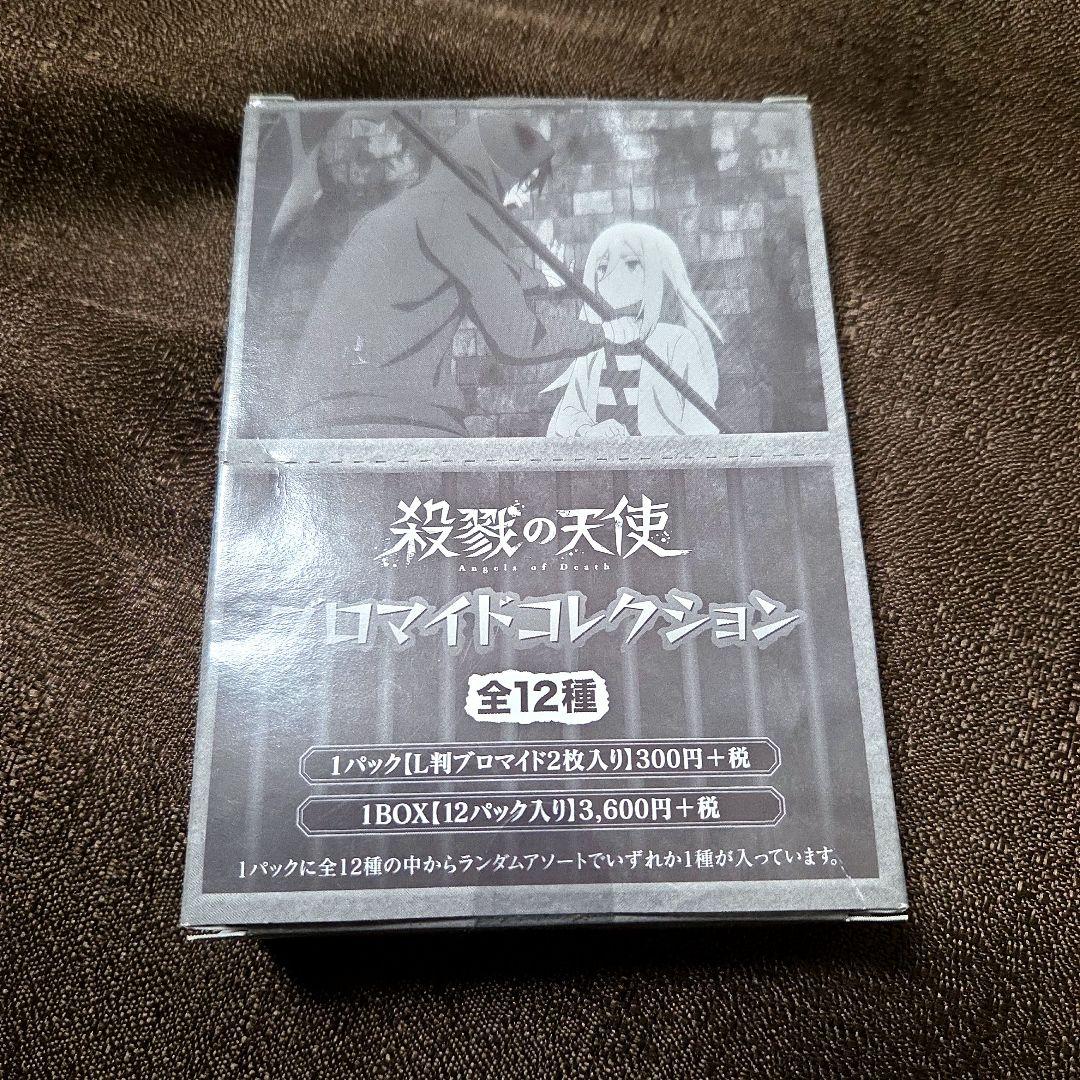 殺戮の天使
Angels of Death
ブロマイドコレクション
全12種
1パック【L判ブロマイド2枚入り】300円+税
1BOX【12パック入り】3,600円+税
1パックに全12種の中からランダムアソートでいずれか1種が入っています。